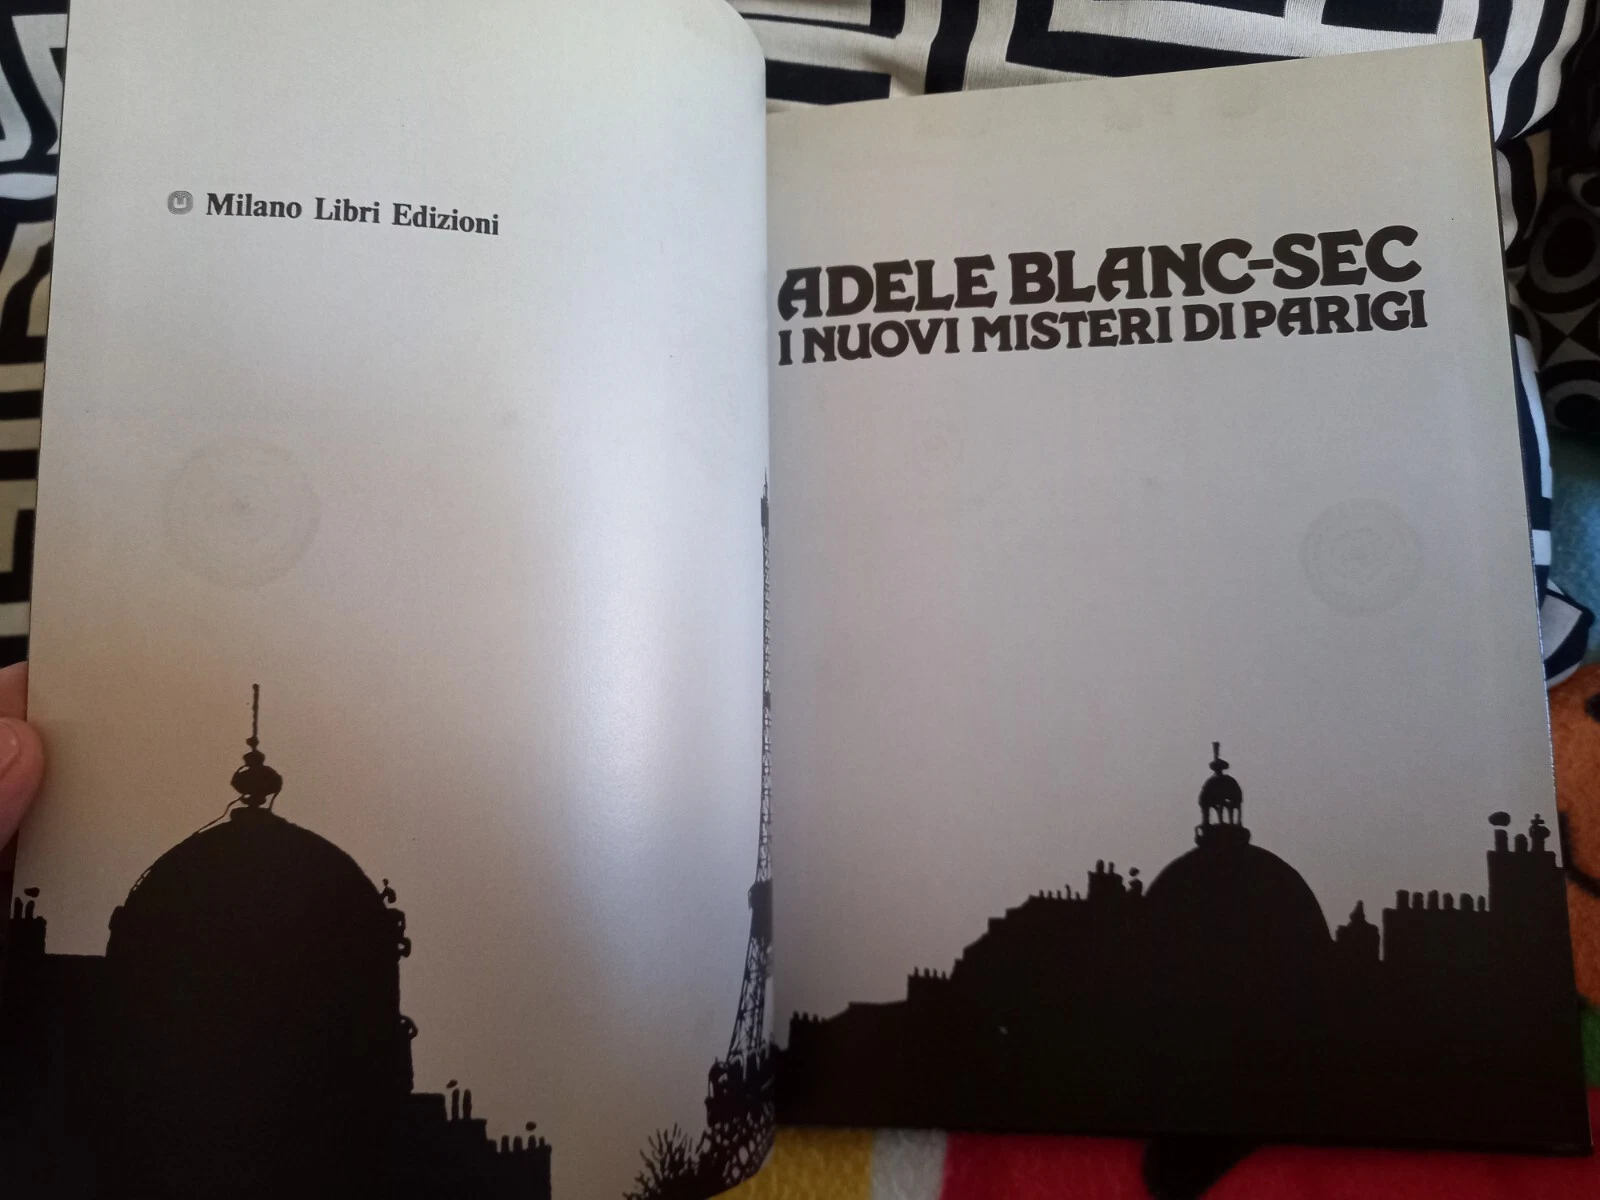 Milano Libri Edizioni
ADELE BLANC-SEC
I NUOVI MISTERI DI PARIGI